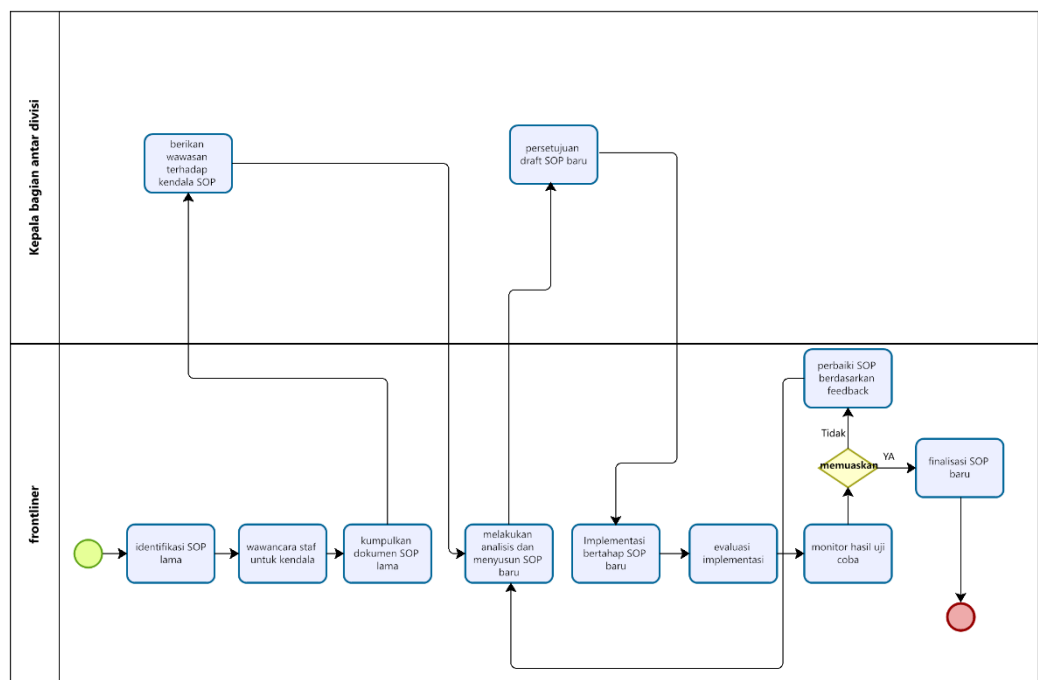 Kepala bagian antar divisi
berikan
wawasan
terhadap
kendala SOP
persetujuan
draft SOP baru
frontliner
identifikasi SOP
lama
wawancara staf
untuk kendala
kumpulkan
dokumen SOP
lama
melakukan
analisis dan
menyusun SOP
baru
Implementasi
bertahap SOP
baru
evaluasi
implementasi
monitor hasil uji
coba
memuaskan
Tidak
perbaiki SOP
berdasarkan
feedback
YA
finalisasi SOP
baru